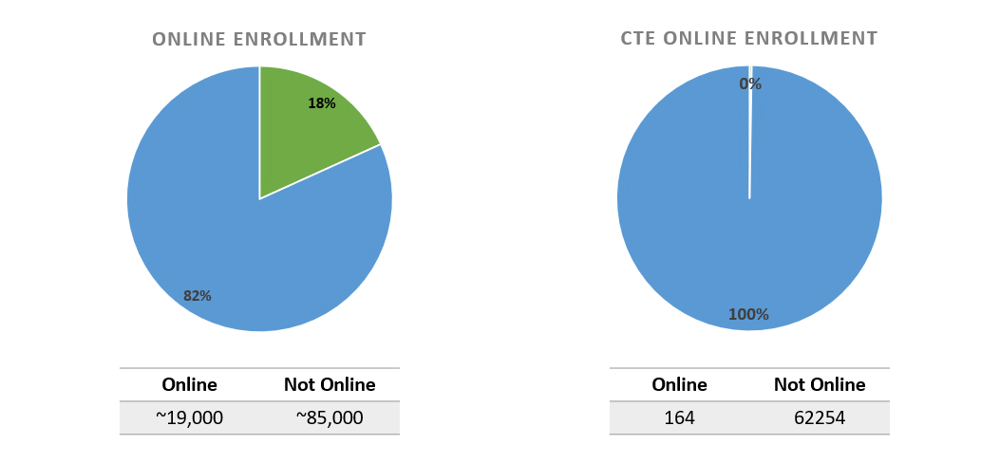 ONLINE ENROLLMENT
18%
82%
Online Not Online
~19,000 ~85,000
CTE ONLINE ENROLLMENT
0%
100%
Online Not Online
164 62254